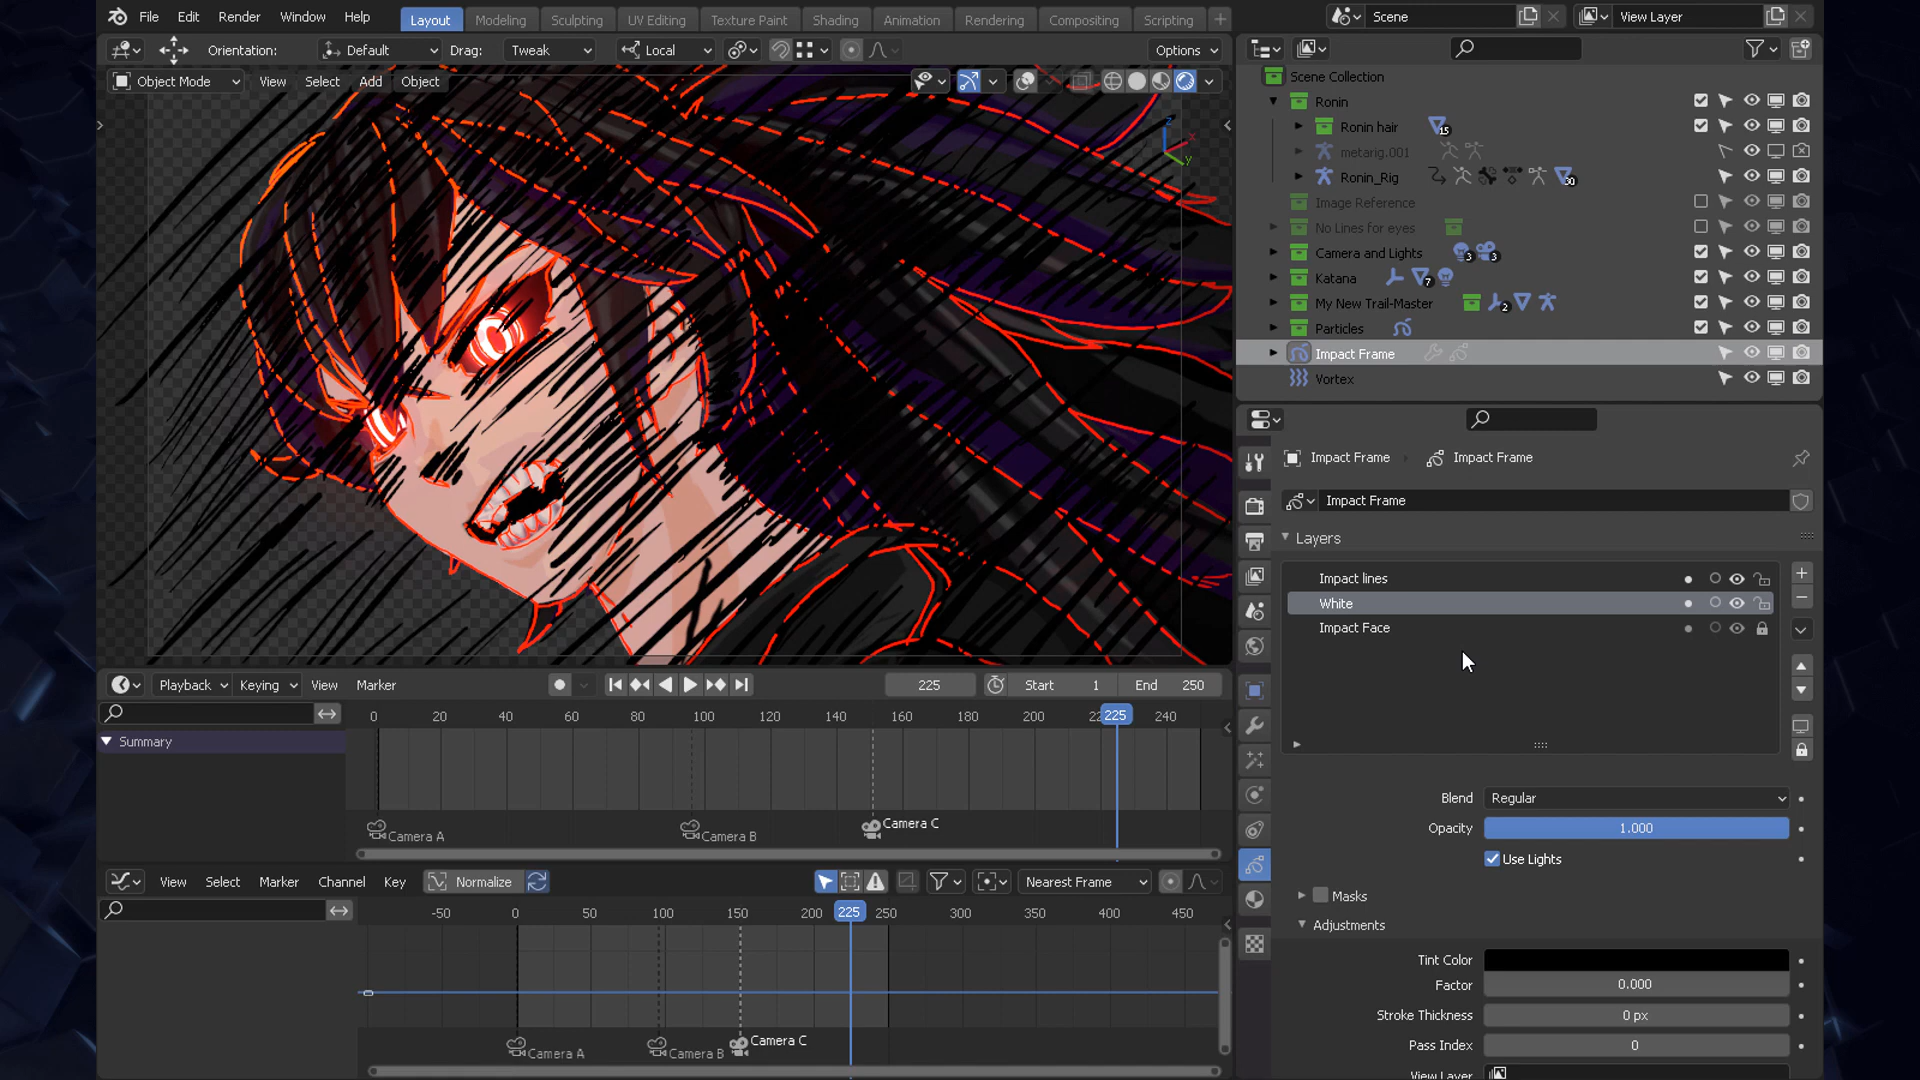 File Edit Render Window Help Layout Modeling Sculpting UV Editing Texture Paint Shading Animation Rendering Compositing Scripting Scene View Layer
Orientation: Default Drag: Tweak Local Options
Object Mode View Select Add Object
Scene Collection
Ronin
Ronin hair 15
metarig.001
Ronin_Rig 30
Image Reference
No Lines for eyes
Camera and Lights 3 3
Katana 7
My New Trail-Master 2
Particles
Impact Frame
Vortex
z x y
Impact Frame Impact Frame
Impact Frame
Layers
Impact lines
White
Impact Face
Blend Regular
Opacity 1.000
Use Lights
Masks
Adjustments
Tint Color
Factor 0.000
Stroke Thickness 0 px
Pass Index 0
View Layer
Playback Keying View Marker 225 Start 1 End 250
0 20 40 60 80 100 120 140 160 180 200 225 240
Summary
Camera A Camera B Camera C
View Select Marker Channel Key Normalize Nearest Frame
-50 0 50 100 150 200 225 250 300 350 400 450
Camera A Camera B Camera C